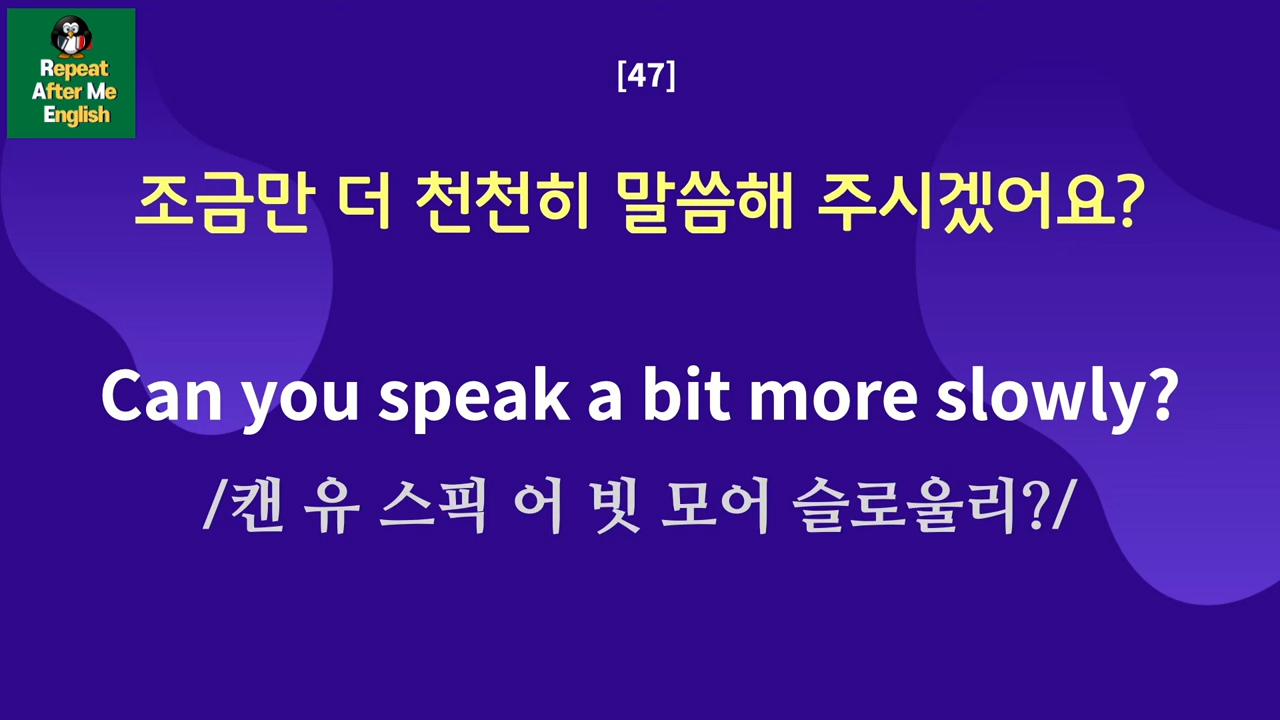 Repeat
After Me
English
[47]
조금만 더 천천히 말씀해 주시겠어요?
Can you speak a bit more slowly?
/캔 유 스픽 어 빗 모어 슬로울리?/